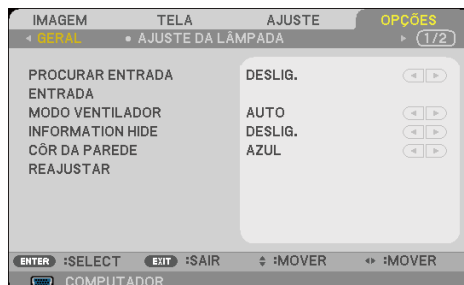 IMAGEM TELA AJUSTE OPÇÕES
GERAL • AJUSTE DA LÂMPADA 1/2
PROCURAR ENTRADA DESLIG.
ENTRADA
MODO VENTILADOR AUTO
INFORMATION HIDE DESLIG.
CÔR DA PAREDE AZUL
REAJUSTAR
ENTER :SELECT EXIT :SAIR :MOVER :MOVER
COMPUTADOR